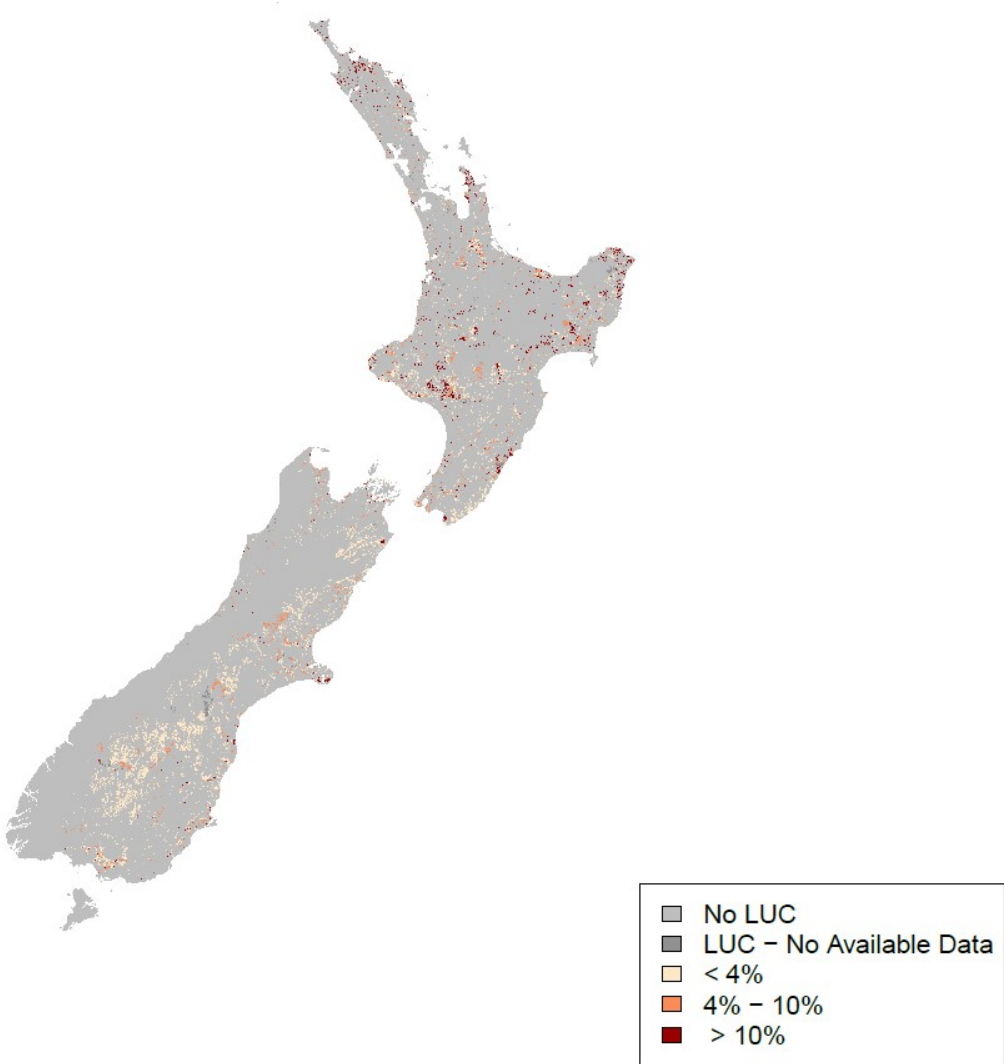 No LUC
LUC − No Available Data
< 4%
4% − 10%
> 10%